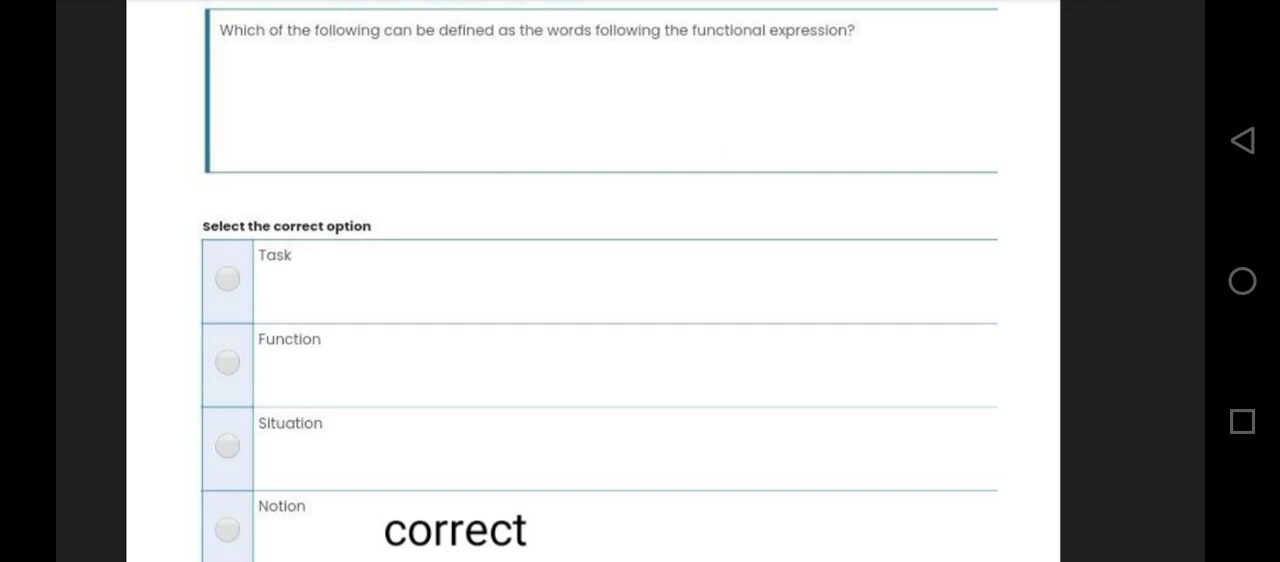 Which of the following can be defined as the words following the functional expression?
Select the correct option
Task
Function
Situation
Notion
correct